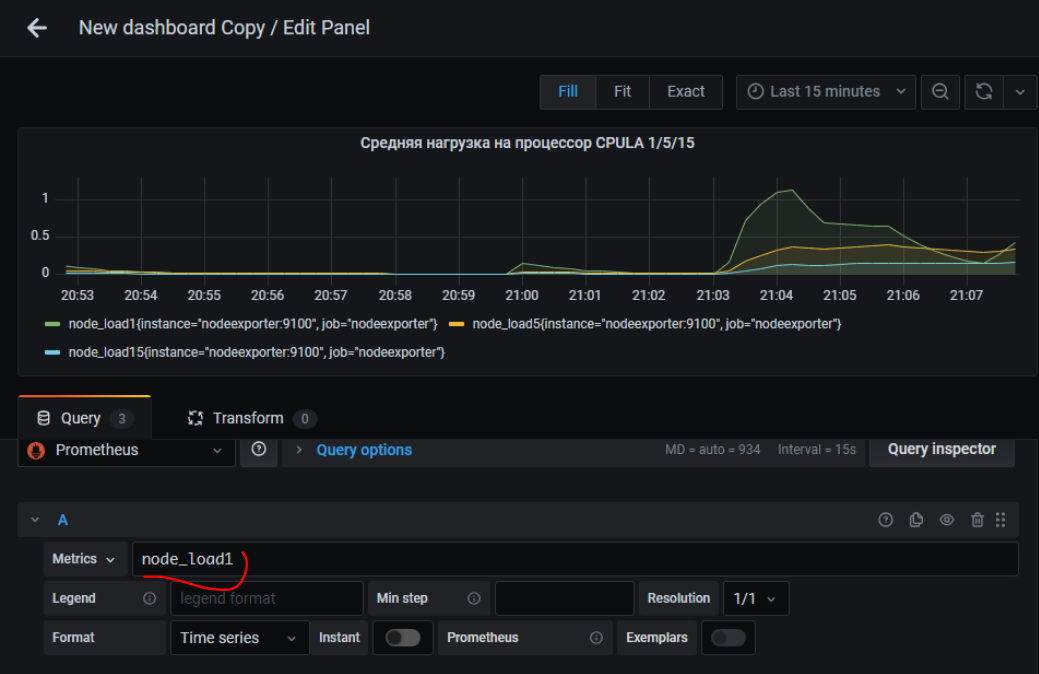 New dashboard Copy / Edit Panel
Fill Fit Exact Last 15 minutes
Средняя нагрузка на процессор CPULA 1/5/15
1
0.5
0
20:53 20:54 20:55 20:56 20:57 20:58 20:59 21:00 21:01 21:02 21:03 21:04 21:05 21:06 21:07
node_load1{instance="nodeexporter:9100", job="nodeexporter"} node_load5{instance="nodeexporter:9100", job="nodeexporter"}
node_load15{instance="nodeexporter:9100", job="nodeexporter"}
Query 3 Transform 0
Prometheus Query options MD = auto = 934 Interval = 15s Query inspector
A
Metrics node_load1
Legend legend format Min step Resolution 1/1
Format Time series Instant Prometheus Exemplars